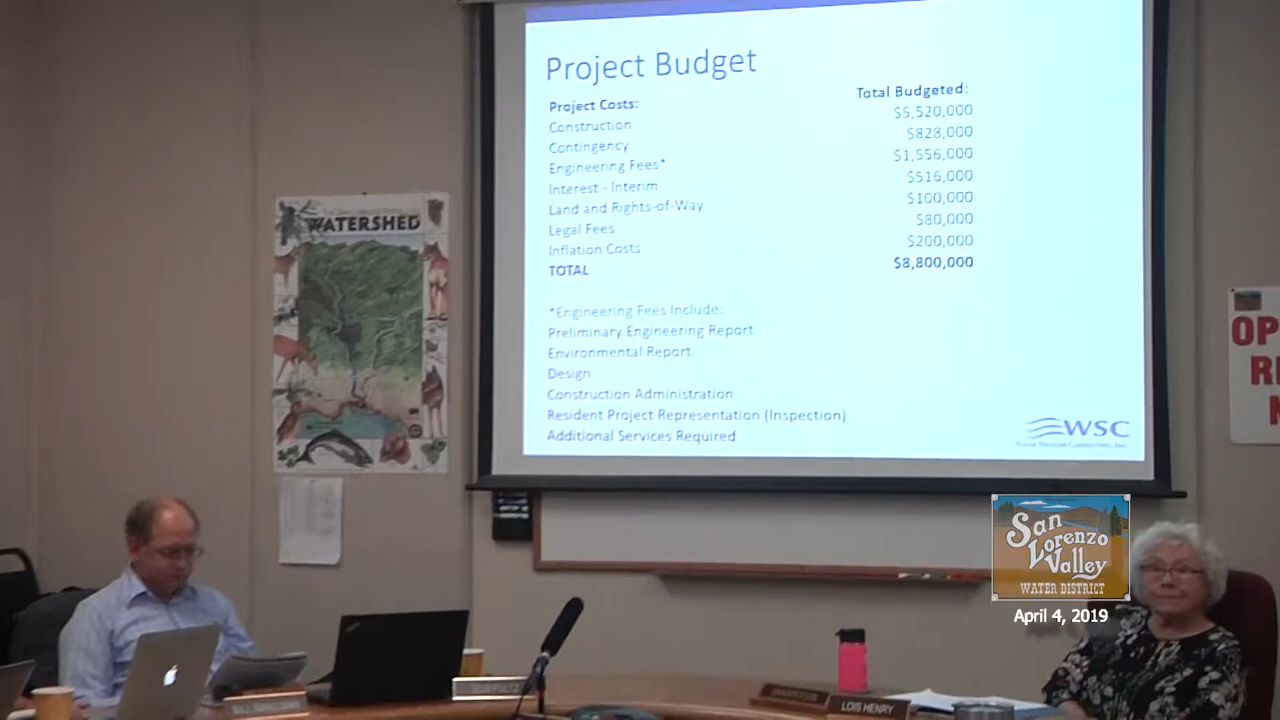 Project Budget
Project Costs:
Total Budgeted:
Construction
$5,520,000
Contingency
$828,000
Engineering Fees*
$1,556,000
Interest - Interim
$516,000
Land and Rights-of-Way
$100,000
Legal Fees
$80,000
Inflation Costs
$200,000
TOTAL
$8,800,000
*Engineering Fees Include:
Preliminary Engineering Report
Environmental Report
Design
Construction Administration
Resident Project Representation (Inspection)
Additional Services Required
WSC
WATERSHED
OP
RE
San
Lorenzo
Valley
WATER DISTRICT
April 4, 2019
LOIS HENRY